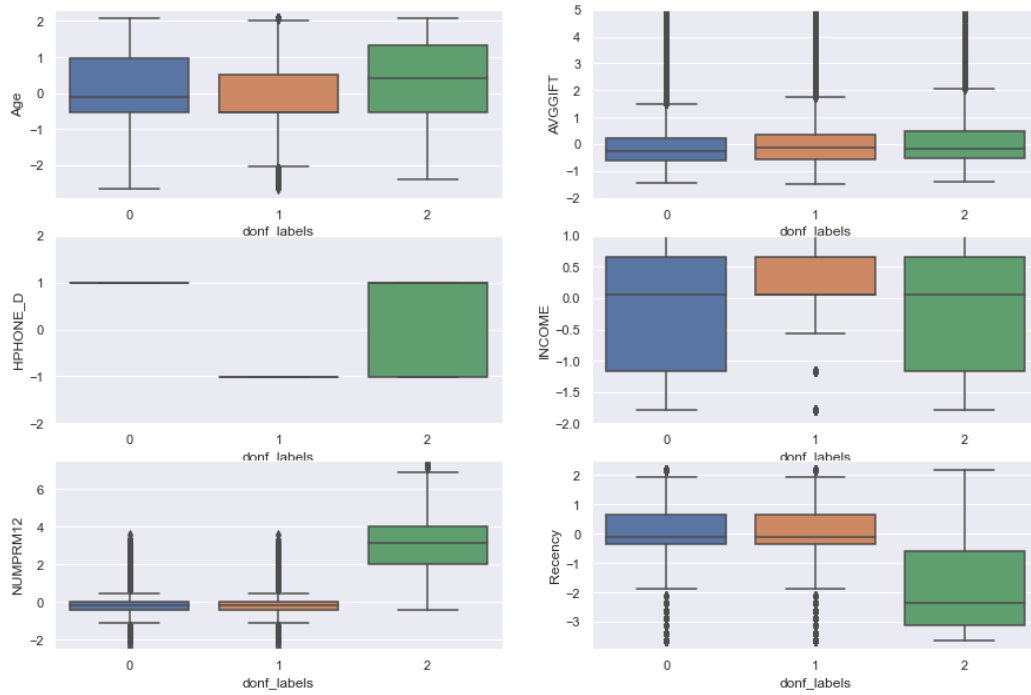 Age
2
1
0
−1
−2
0 1 2
donf_labels
AVGGIFT
5
4
3
2
1
0
−1
−2
0 1 2
donf_labels
HPHONE_D
2
1
0
−1
−2
0 1 2
donf_labels
INCOME
1.0
0.5
0.0
−0.5
−1.0
−1.5
−2.0
0 1 2
donf_labels
NUMPRM12
6
4
2
0
−2
0 1 2
donf_labels
Recency
2
1
0
−1
−2
−3
0 1 2
donf_labels